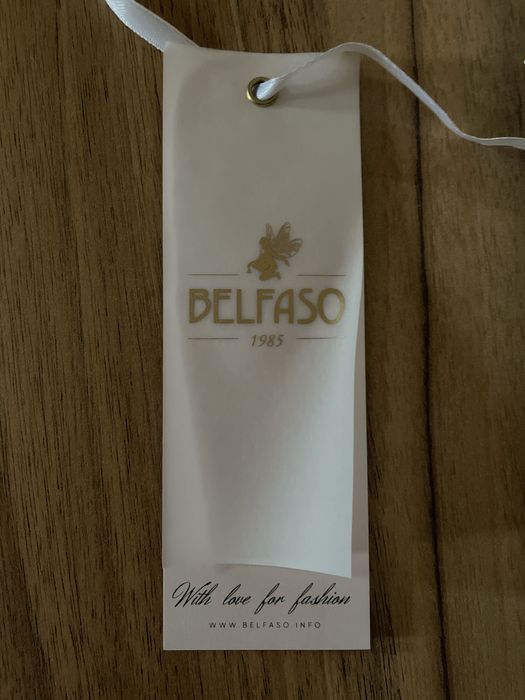 BELFASO
1985
With love for fashion
WWW.BELFASO.INFO